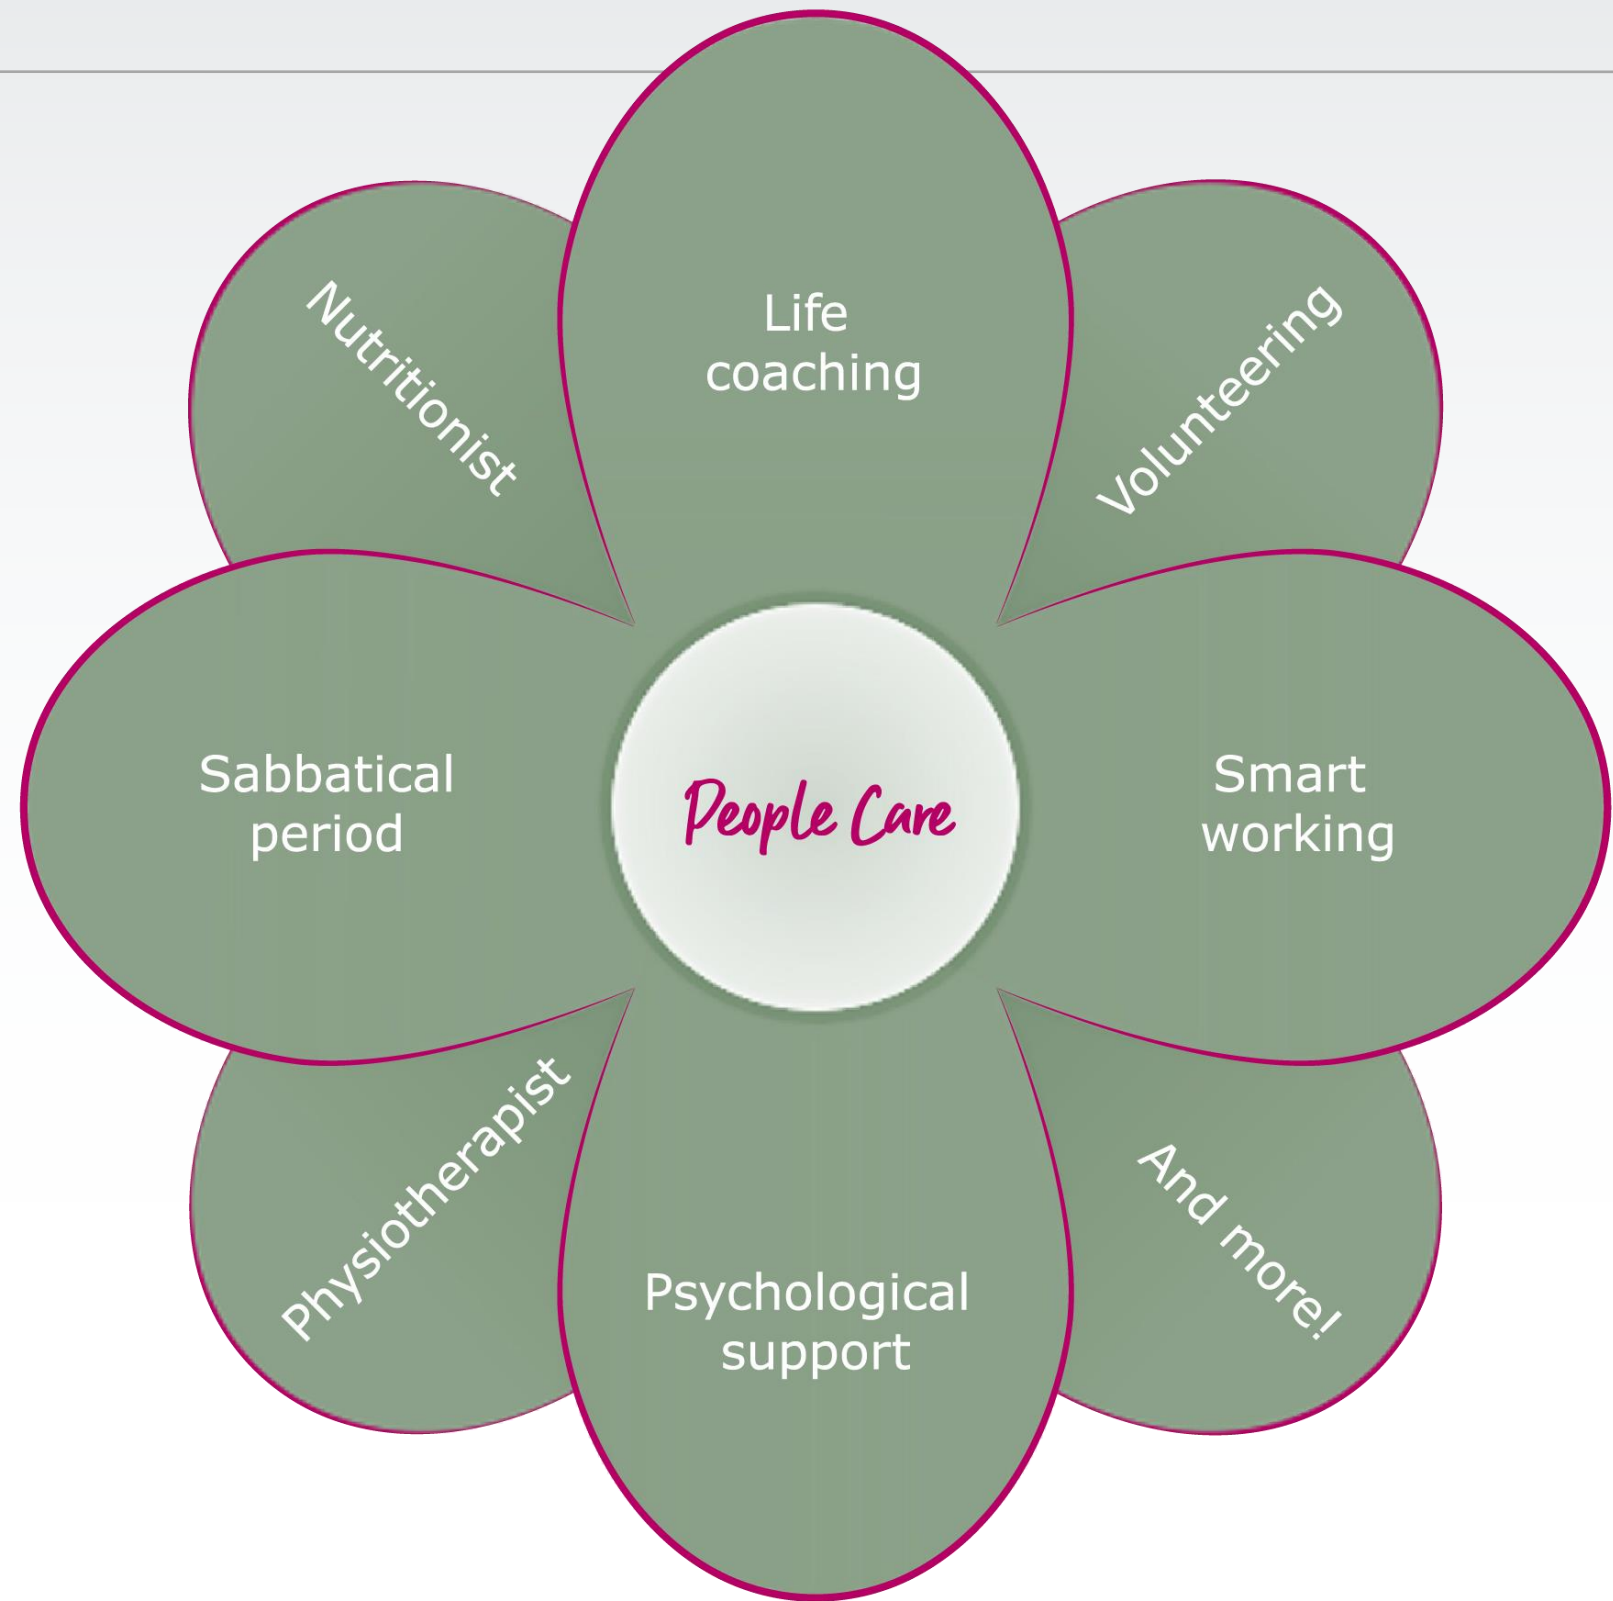 Life
coaching
Nutritionist
Volunteering
Sabbatical
period
People Care
Smart
working
Physiotherapist
Psychological
support
And more!